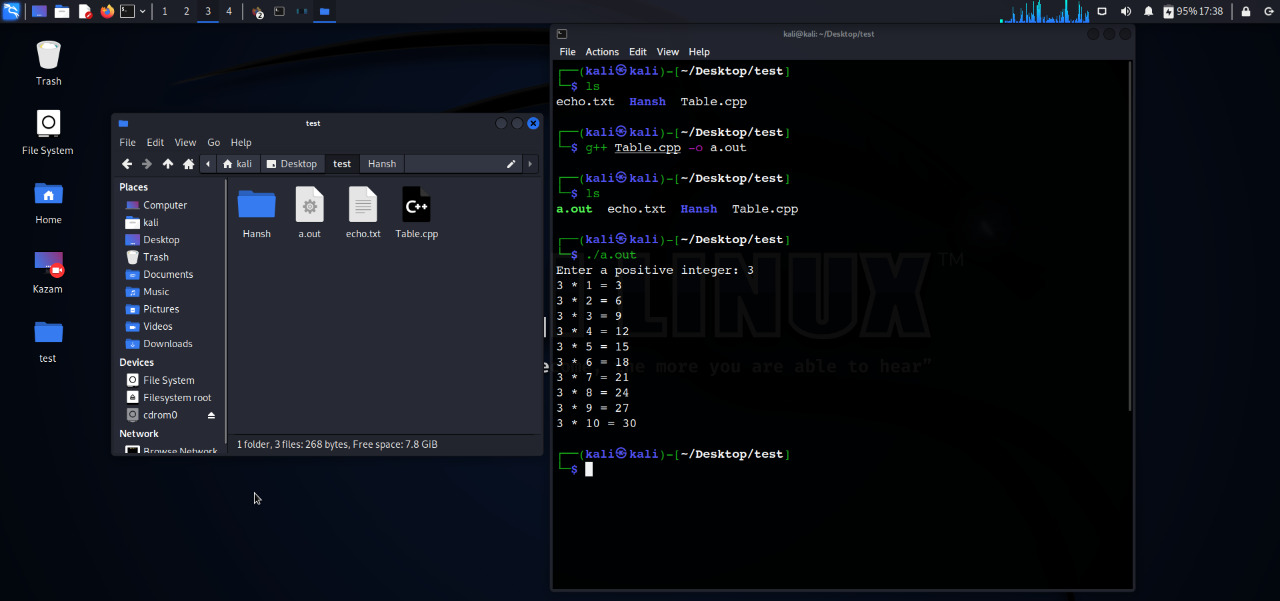 1 2 3 4 2 95% 17:38
Trash
File System
Home
Kazam
test
test
File Edit View Go Help
kali Desktop test Hansh
Places
Computer
kali
Desktop
Trash
Documents
Music
Pictures
Videos
Downloads
Devices
File System
Filesystem root
cdrom0
Network
Browse Network
Hansh a.out echo.txt Table.cpp
C++
1 folder, 3 files: 268 bytes, Free space: 7.8 GiB
kali@kali: ~/Desktop/test
File Actions Edit View Help
┌──(kali㉿kali)-[~/Desktop/test]
└─$ ls
echo.txt Hansh Table.cpp
┌──(kali㉿kali)-[~/Desktop/test]
└─$ g++ Table.cpp -o a.out
┌──(kali㉿kali)-[~/Desktop/test]
└─$ ls
a.out echo.txt Hansh Table.cpp
┌──(kali㉿kali)-[~/Desktop/test]
└─$ ./a.out
Enter a positive integer: 3
3 * 1 = 3
3 * 2 = 6
3 * 3 = 9
3 * 4 = 12
3 * 5 = 15
3 * 6 = 18
3 * 7 = 21
3 * 8 = 24
3 * 9 = 27
3 * 10 = 30
┌──(kali㉿kali)-[~/Desktop/test]
└─$
LINUX™
more you are able to hear"